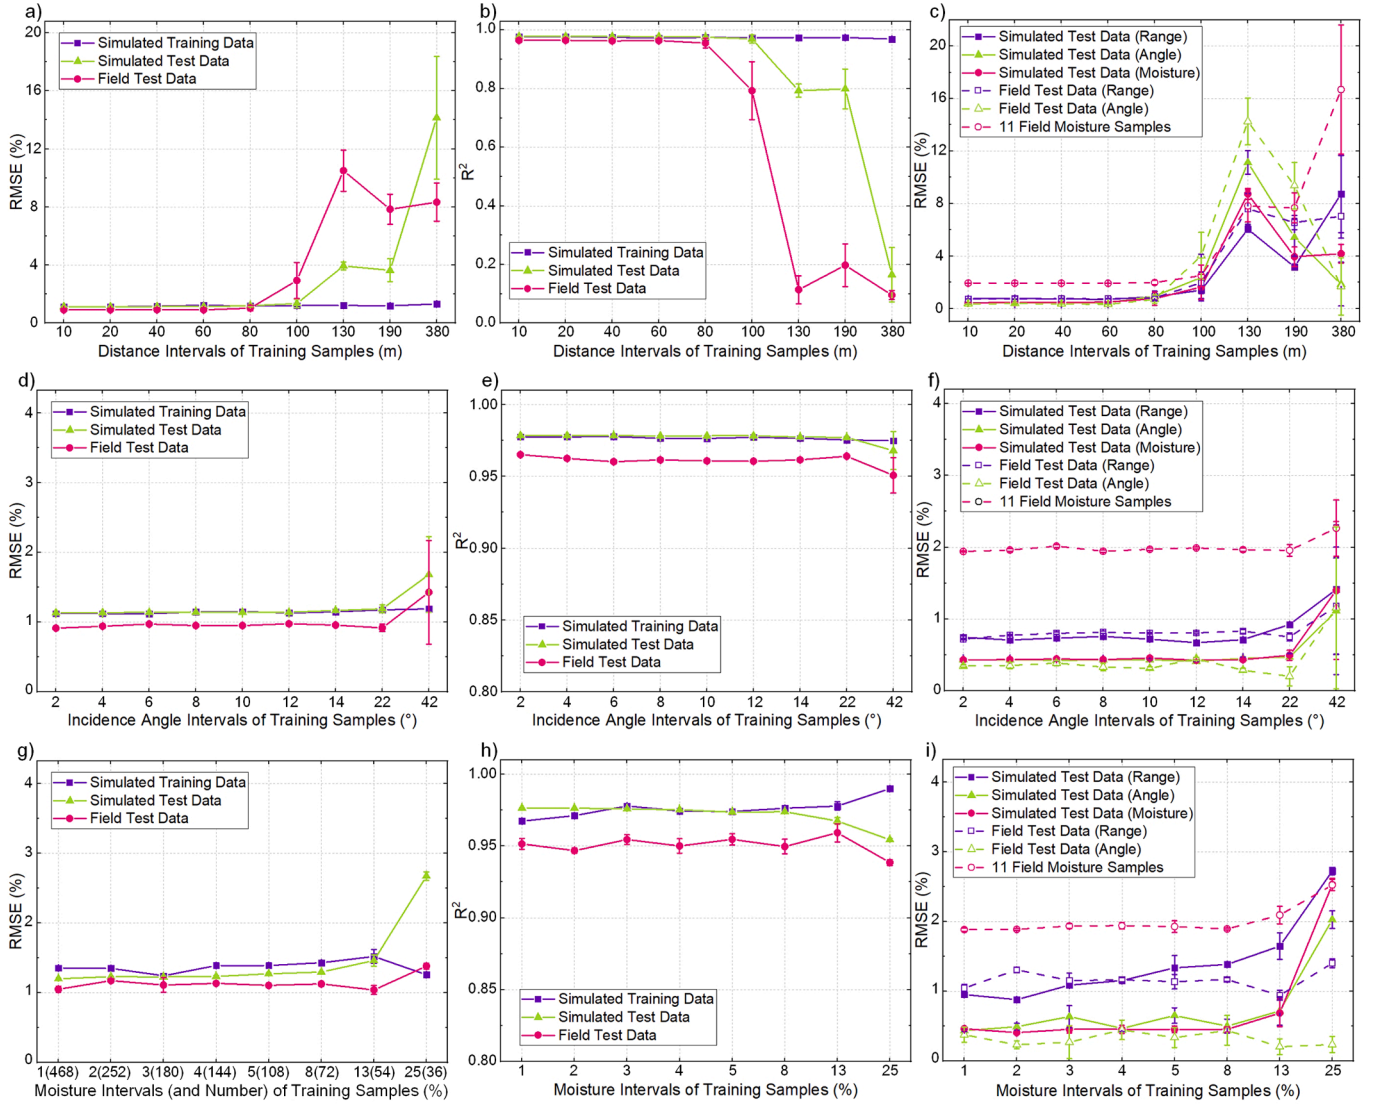 a)
20
16
12
8
4
0
RMSE (%)
Simulated Training Data
Simulated Test Data
Field Test Data
10 20 40 60 80 100 130 190 380
Distance Intervals of Training Samples (m)
b)
1.0
0.8
0.6
0.4
0.2
0.0
R²
Simulated Training Data
Simulated Test Data
Field Test Data
10 20 40 60 80 100 130 190 380
Distance Intervals of Training Samples (m)
c)
20
16
12
8
4
0
RMSE (%)
Simulated Test Data (Range)
Simulated Test Data (Angle)
Simulated Test Data (Moisture)
Field Test Data (Range)
Field Test Data (Angle)
11 Field Moisture Samples
10 20 40 60 80 100 130 190 380
Distance Intervals of Training Samples (m)
d)
4
3
2
1
0
RMSE (%)
Simulated Training Data
Simulated Test Data
Field Test Data
2 4 6 8 10 12 14 22 42
Incidence Angle Intervals of Training Samples (°)
e)
1.00
0.95
0.90
0.85
0.80
R²
Simulated Training Data
Simulated Test Data
Field Test Data
2 4 6 8 10 12 14 22 42
Incidence Angle Intervals of Training Samples (°)
f)
4
3
2
1
0
RMSE (%)
Simulated Test Data (Range)
Simulated Test Data (Angle)
Simulated Test Data (Moisture)
Field Test Data (Range)
Field Test Data (Angle)
11 Field Moisture Samples
2 4 6 8 10 12 14 22 42
Incidence Angle Intervals of Training Samples (°)
g)
4
3
2
1
0
RMSE (%)
Simulated Training Data
Simulated Test Data
Field Test Data
1(468) 2(252) 3(180) 4(144) 5(108) 8(72) 13(54) 25(36)
Moisture Intervals (and Number) of Training Samples (%)
h)
1.00
0.95
0.90
0.85
0.80
R²
Simulated Training Data
Simulated Test Data
Field Test Data
1 2 3 4 5 8 13 25
Moisture Intervals of Training Samples (%)
i)
4
3
2
1
0
RMSE (%)
Simulated Test Data (Range)
Simulated Test Data (Angle)
Simulated Test Data (Moisture)
Field Test Data (Range)
Field Test Data (Angle)
11 Field Moisture Samples
1 2 3 4 5 8 13 25
Moisture Intervals of Training Samples (%)